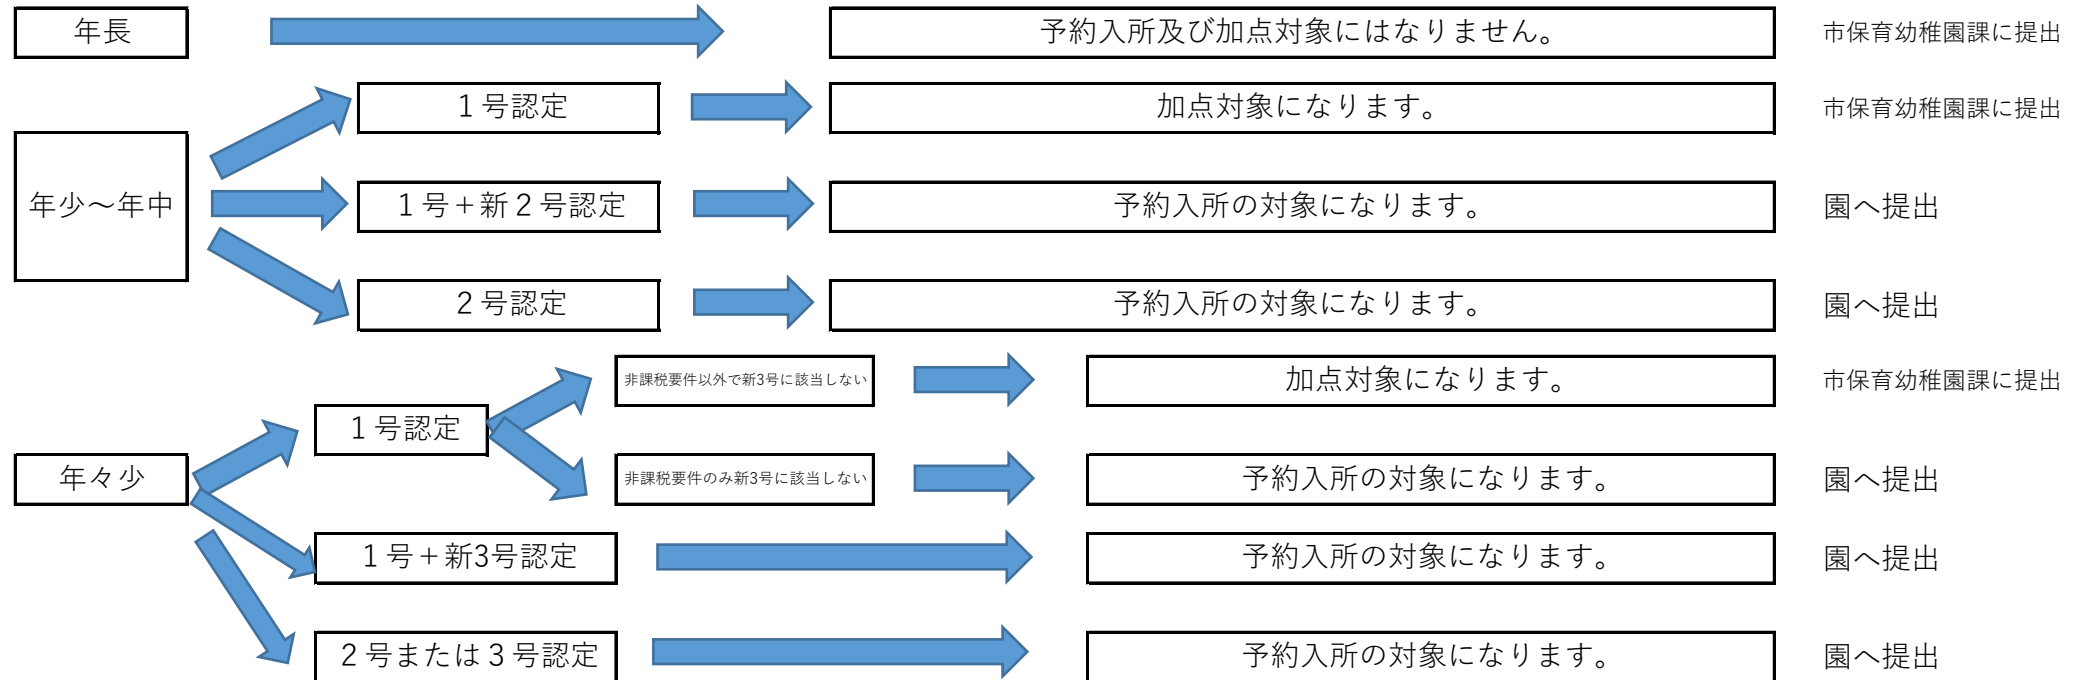 年長
予約入所及び加点対象にはなりません。
市保育幼稚園課に提出
年少～年中
１号認定
加点対象になります。
市保育幼稚園課に提出
１号＋新２号認定
予約入所の対象になります。
園へ提出
２号認定
予約入所の対象になります。
園へ提出
年々少
１号認定
非課税要件以外で新3号に該当しない
加点対象になります。
市保育幼稚園課に提出
非課税要件のみ新3号に該当しない
予約入所の対象になります。
園へ提出
１号＋新3号認定
予約入所の対象になります。
園へ提出
２号または３号認定
予約入所の対象になります。
園へ提出